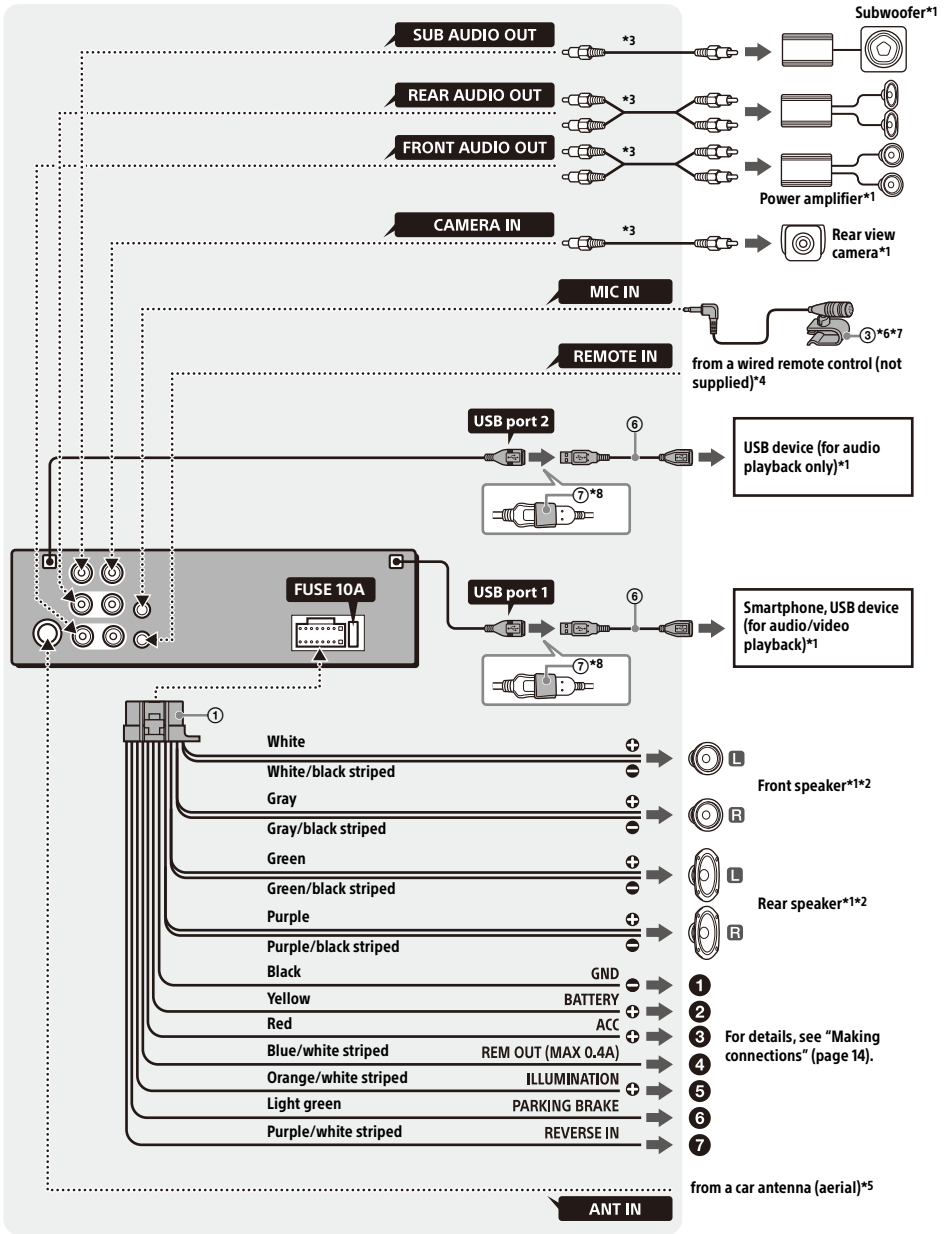 Subwoofer*1
SUB AUDIO OUT
*3
REAR AUDIO OUT
*3
FRONT AUDIO OUT
*3
Power amplifier*1
CAMERA IN
*3
Rear view
camera*1
MIC IN
③*6*7
REMOTE IN
from a wired remote control (not
supplied)*4
USB port 2
⑥
USB device (for audio
playback only)*1
⑦*8
FUSE 10A
USB port 1
⑥
Smartphone, USB device
(for audio/video
playback)*1
⑦*8
①
White
White/black striped
L
Front speaker*1*2
Gray
Gray/black striped
R
Green
Green/black striped
L
Rear speaker*1*2
Purple
Purple/black striped
R
Black GND ❶
Yellow BATTERY ❷
Red ACC ❸
For details, see “Making
connections” (page 14).
Blue/white striped REM OUT (MAX 0.4A) ❹
Orange/white striped ILLUMINATION ❺
Light green PARKING BRAKE ❻
Purple/white striped REVERSE IN ❼
from a car antenna (aerial)*5
ANT IN